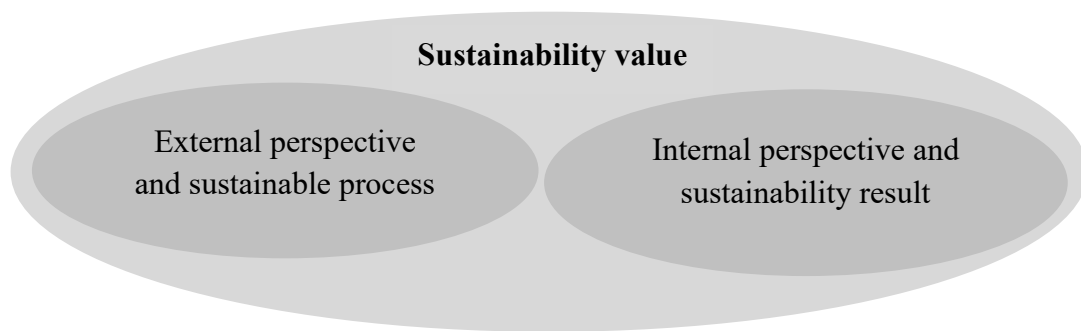 Sustainability value
External perspective
and sustainable process
Internal perspective and
sustainability result